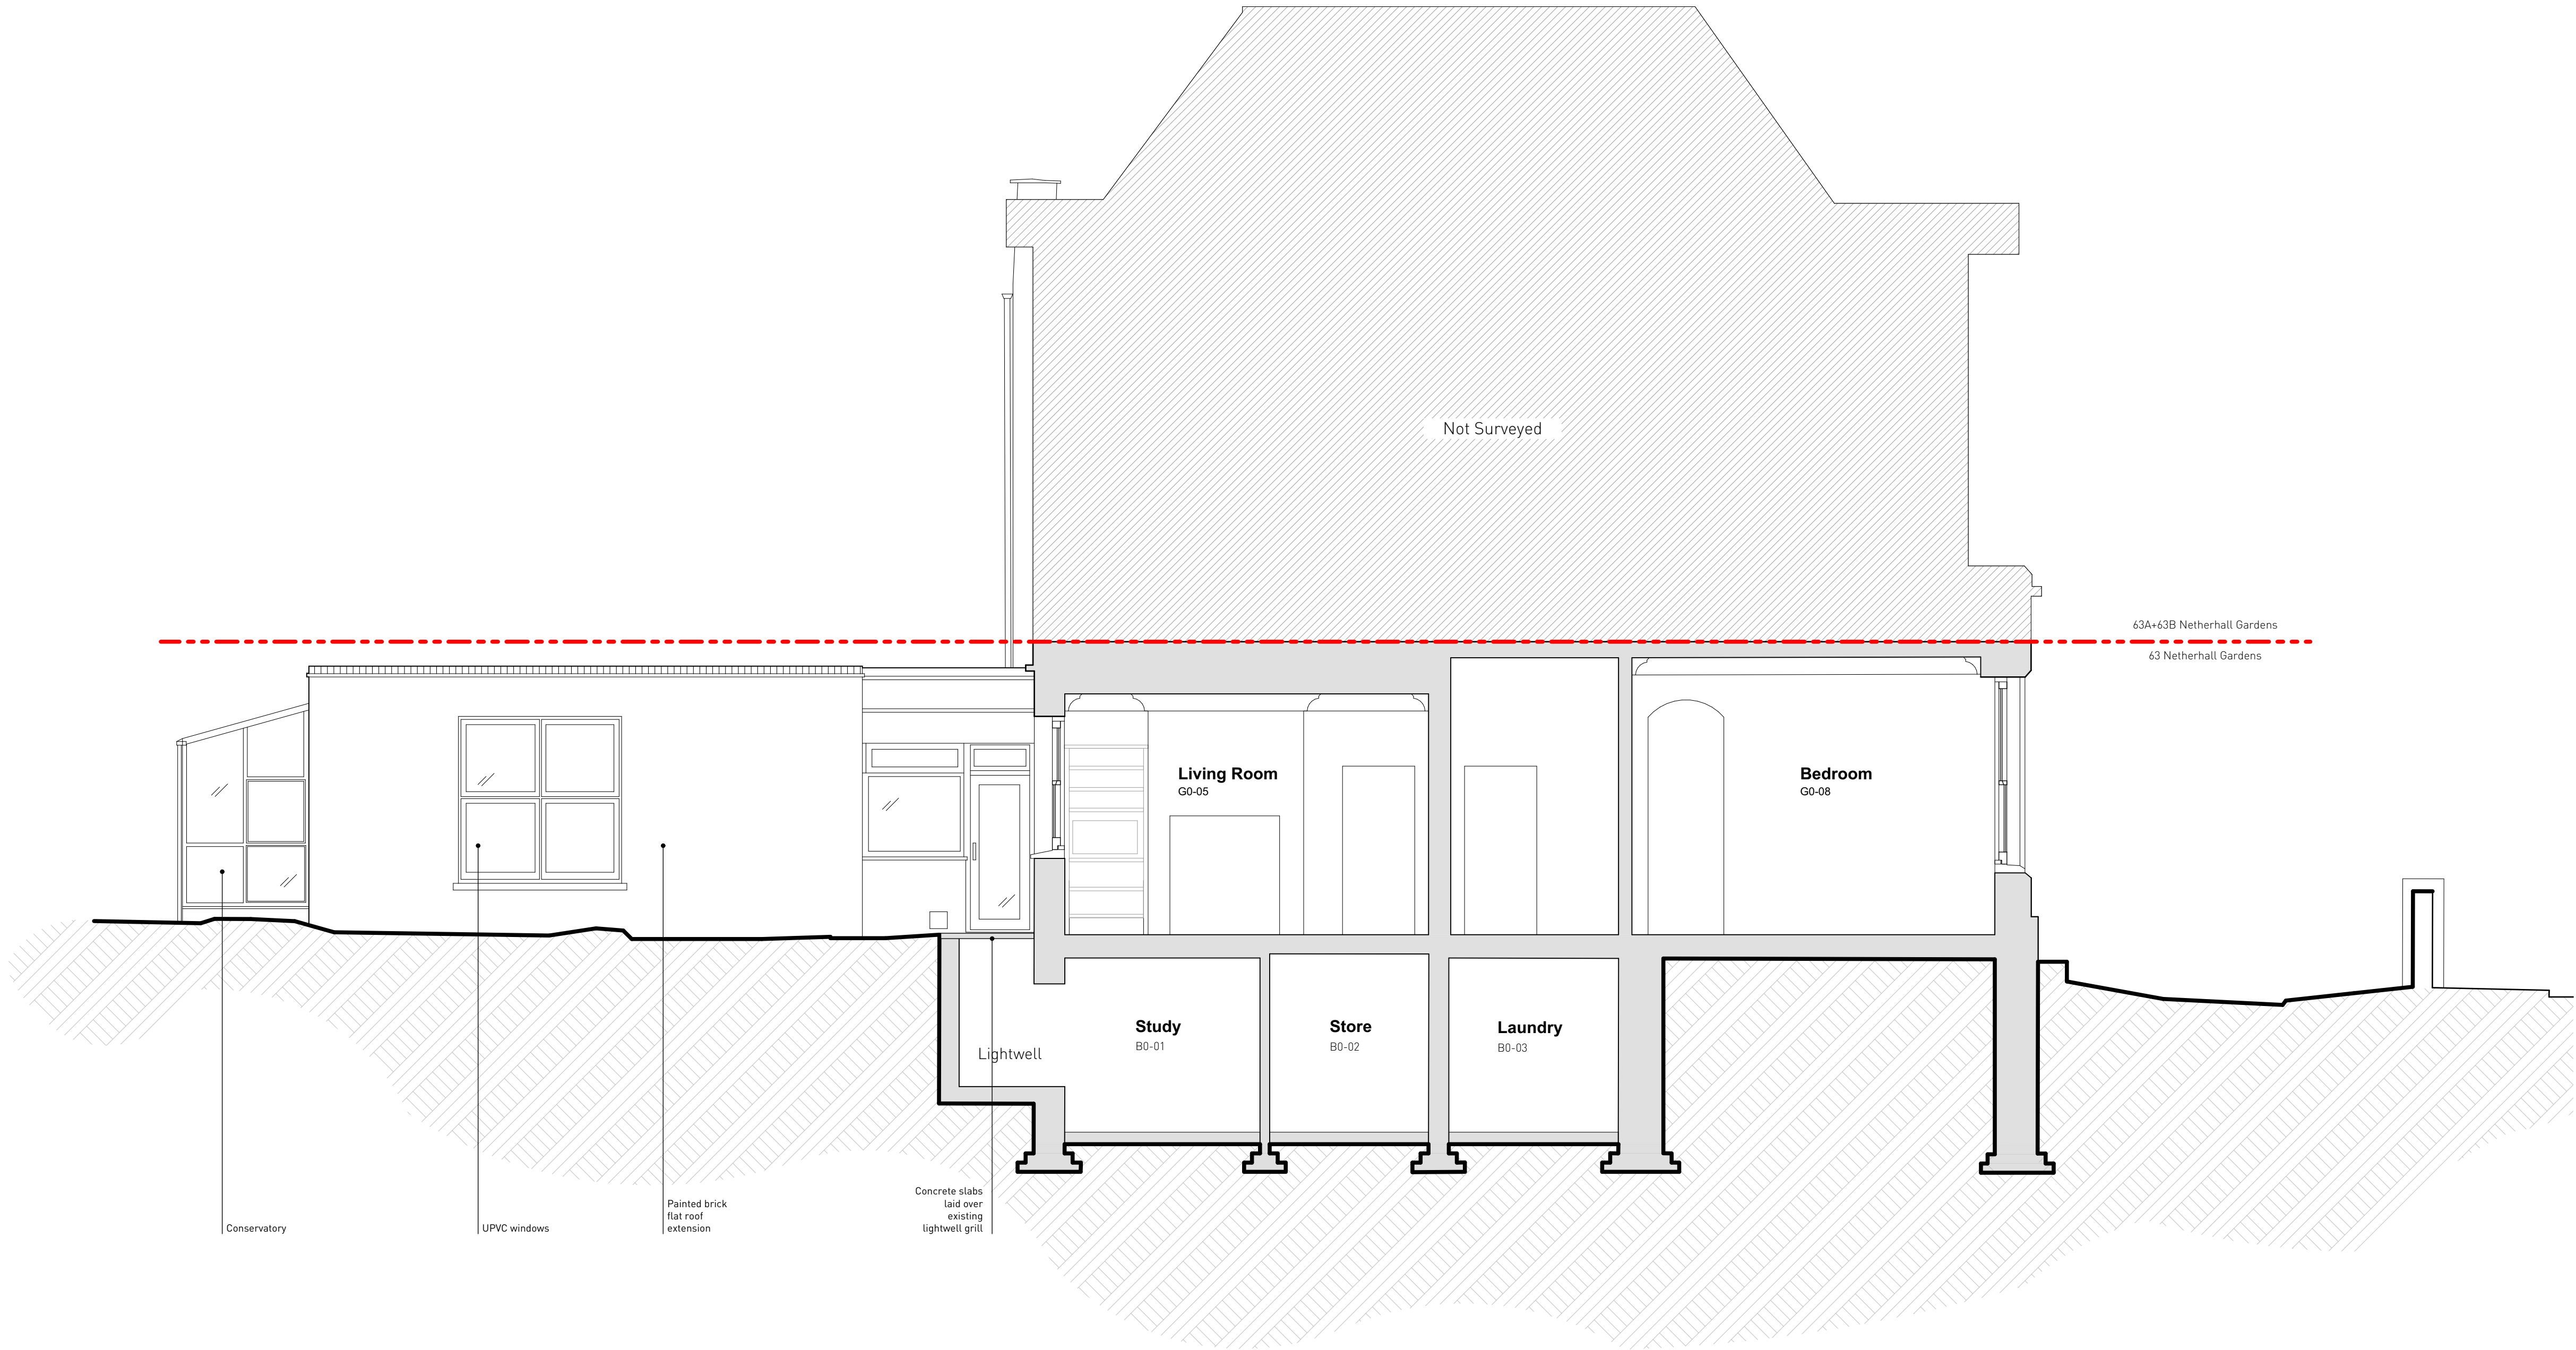 Not Surveyed
63A+63B Netherhall Gardens
63 Netherhall Gardens
Living Room
G0-05
Bedroom
G0-08
Study
B0-01
Store
B0-02
Laundry
B0-03
Lightwell
Conservatory
UPVC windows
Painted brick
flat roof
extension
Concrete slabs
laid over
existing
lightwell grill